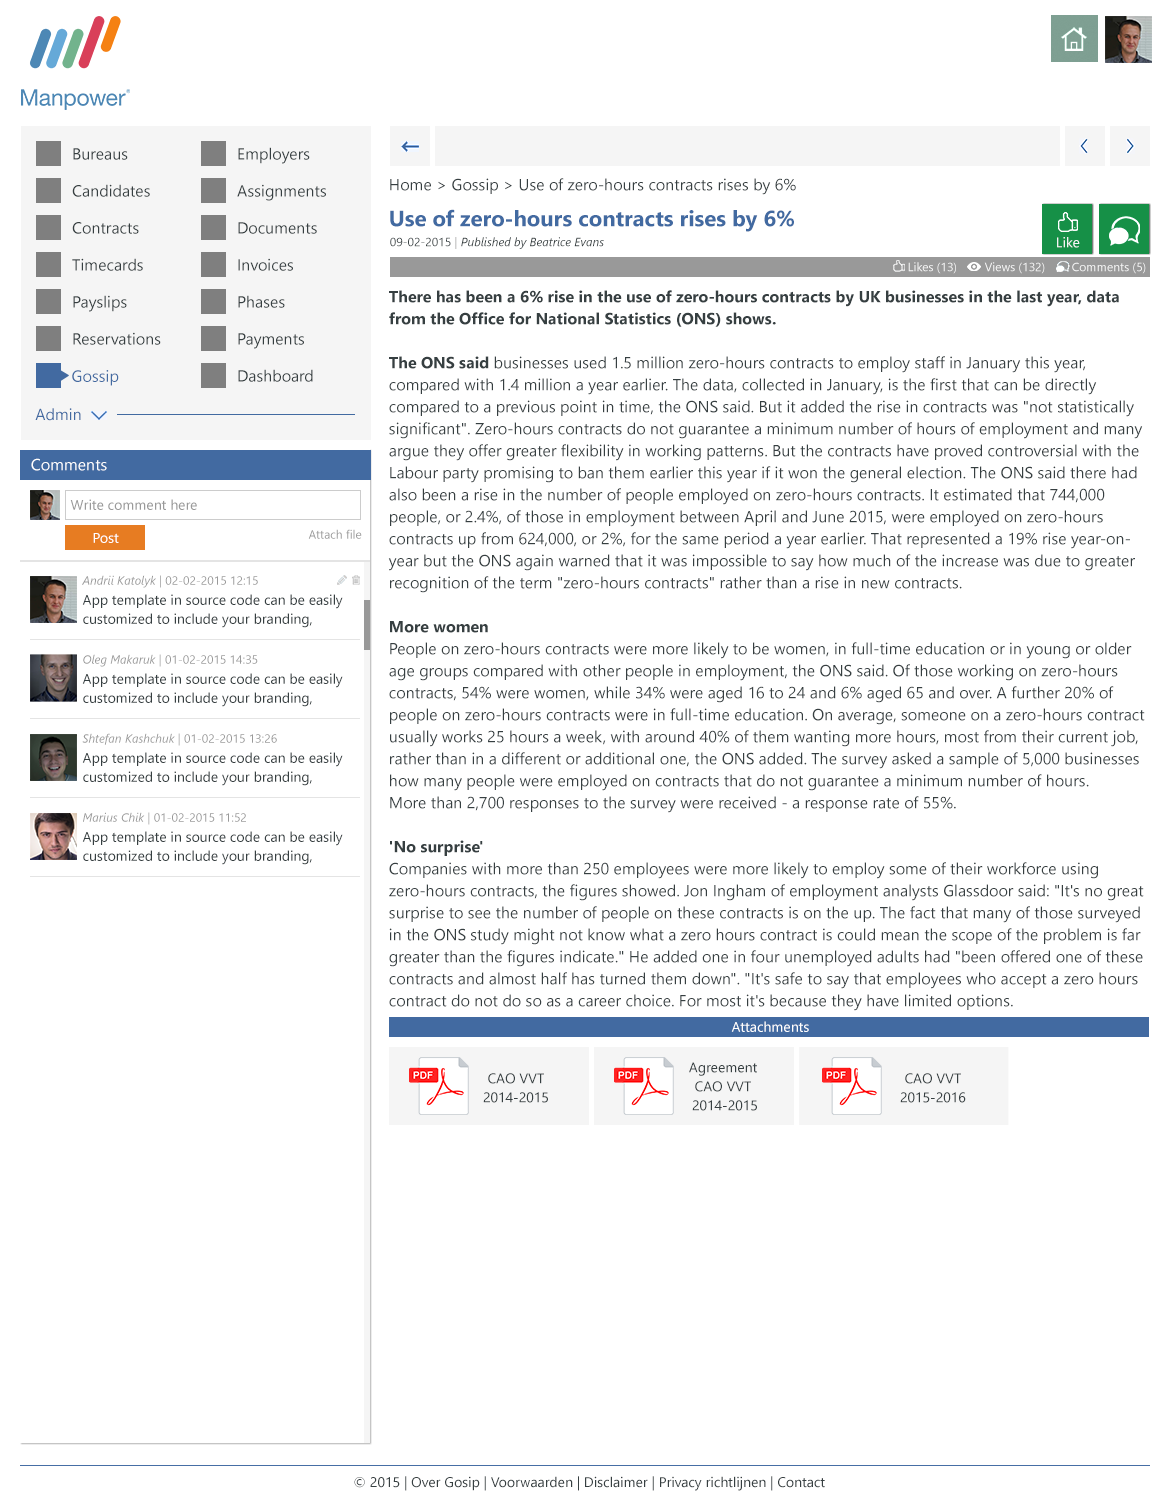 Manpower
Bureaus
Employers
Candidates
Assignments
Contracts
Documents
Timecards
Invoices
Payslips
Phases
Reservations
Payments
Gossip
Dashboard
Admin
Comments
Write comment here
Post
Attach file
Andrii Katolyk | 02-02-2015 12:15
App template in source code can be easily
customized to include your branding,
Oleg Makaruk | 01-02-2015 14:35
App template in source code can be easily
customized to include your branding,
Shtefan Kashchuk | 01-02-2015 13:26
App template in source code can be easily
customized to include your branding,
Marius Chik | 01-02-2015 11:52
App template in source code can be easily
customized to include your branding,
Home > Gossip > Use of zero-hours contracts rises by 6%
Use of zero-hours contracts rises by 6%
09-02-2015 | Published by Beatrice Evans
Like
Likes (13) Views (132) Comments (5)
There has been a 6% rise in the use of zero-hours contracts by UK businesses in the last year, data
from the Office for National Statistics (ONS) shows.
The ONS said businesses used 1.5 million zero-hours contracts to employ staff in January this year,
compared with 1.4 million a year earlier. The data, collected in January, is the first that can be directly
compared to a previous point in time, the ONS said. But it added the rise in contracts was "not statistically
significant". Zero-hours contracts do not guarantee a minimum number of hours of employment and many
argue they offer greater flexibility in working patterns. But the contracts have proved controversial with the
Labour party promising to ban them earlier this year if it won the general election. The ONS said there had
also been a rise in the number of people employed on zero-hours contracts. It estimated that 744,000
people, or 2.4%, of those in employment between April and June 2015, were employed on zero-hours
contracts up from 624,000, or 2%, for the same period a year earlier. That represented a 19% rise year-on-
year but the ONS again warned that it was impossible to say how much of the increase was due to greater
recognition of the term "zero-hours contracts" rather than a rise in new contracts.
More women
People on zero-hours contracts were more likely to be women, in full-time education or in young or older
age groups compared with other people in employment, the ONS said. Of those working on zero-hours
contracts, 54% were women, while 34% were aged 16 to 24 and 6% aged 65 and over. A further 20% of
people on zero-hours contracts were in full-time education. On average, someone on a zero-hours contract
usually works 25 hours a week, with around 40% of them wanting more hours, most from their current job,
rather than in a different or additional one, the ONS added. The survey asked a sample of 5,000 businesses
how many people were employed on contracts that do not guarantee a minimum number of hours.
More than 2,700 responses to the survey were received - a response rate of 55%.
'No surprise'
Companies with more than 250 employees were more likely to employ some of their workforce using
zero-hours contracts, the figures showed. Jon Ingham of employment analysts Glassdoor said: "It's no great
surprise to see the number of people on these contracts is on the up. The fact that many of those surveyed
in the ONS study might not know what a zero hours contract is could mean the scope of the problem is far
greater than the figures indicate." He added one in four unemployed adults had "been offered one of these
contracts and almost half has turned them down". "It's safe to say that employees who accept a zero hours
contract do not do so as a career choice. For most it's because they have limited options.
Attachments
PDF
CAO VVT
2014-2015
PDF
Agreement
CAO VVT
2014-2015
PDF
CAO VVT
2015-2016
© 2015 | Over Gosip | Voorwaarden | Disclaimer | Privacy richtlijnen | Contact